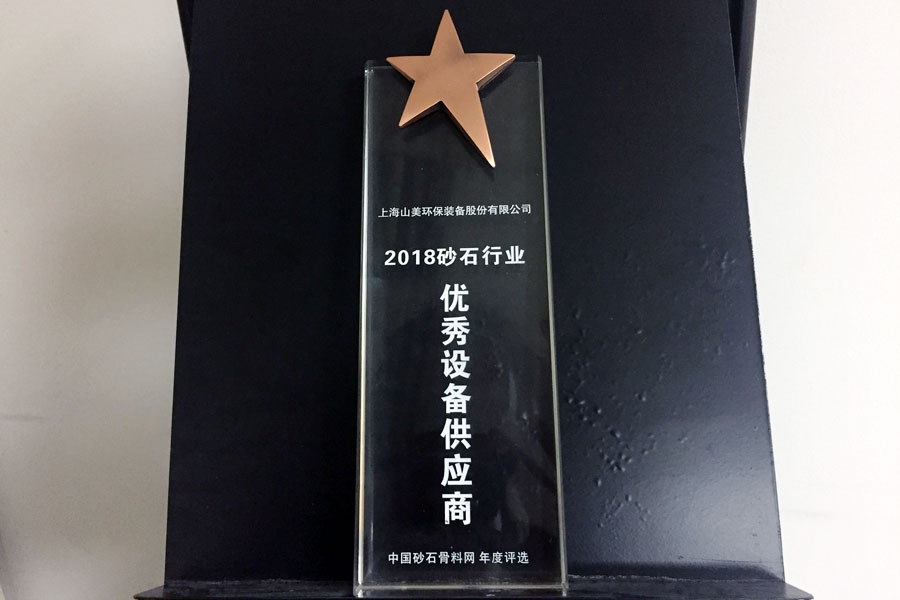 上海山美环保装备股份有限公司
2018砂石行业
优秀设备供应商
中国砂石骨料网 年度评选